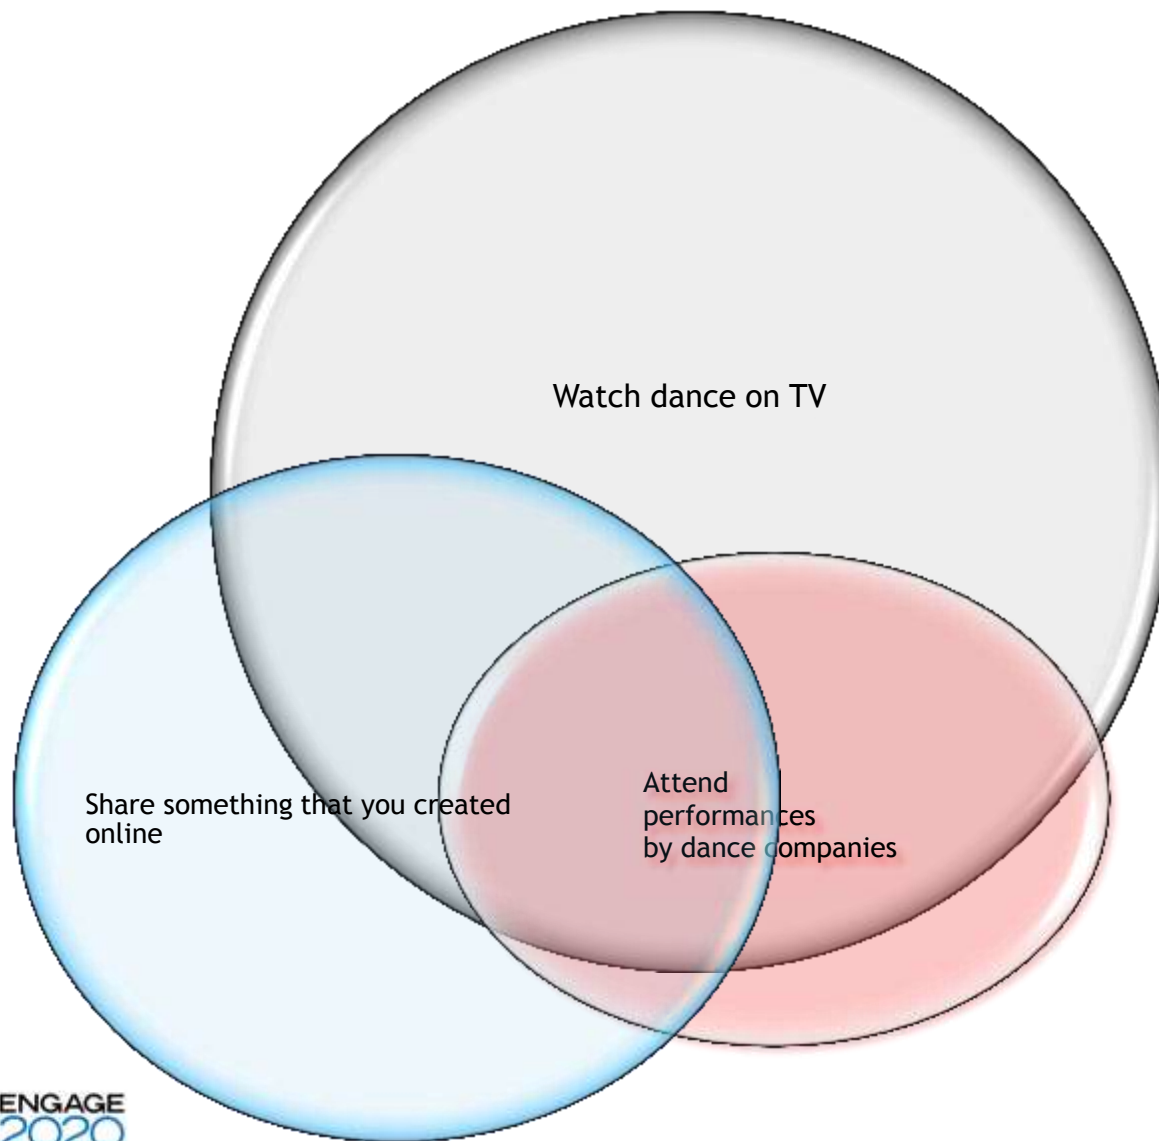 Watch dance on TV
Share something that you created
online
Attend
performances
by dance companies
ENGAGE
2020